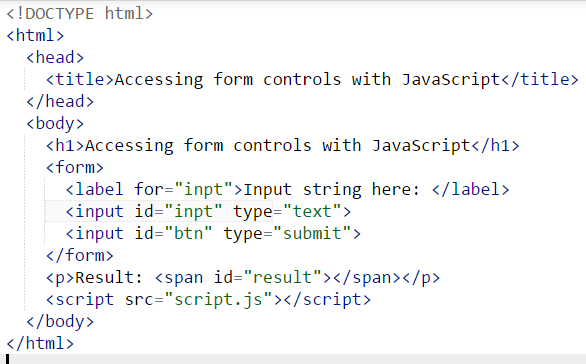 <!DOCTYPE html>
<html>
  <head>
    <title>Accessing form controls with JavaScript</title>
  </head>
  <body>
    <h1>Accessing form controls with JavaScript</h1>
    <form>
      <label for="inpt">Input string here: </label>
      <input id="inpt" type="text">
      <input id="btn" type="submit">
    </form>
    <p>Result: <span id="result"></span></p>
    <script src="script.js"></script>
  </body>
</html>